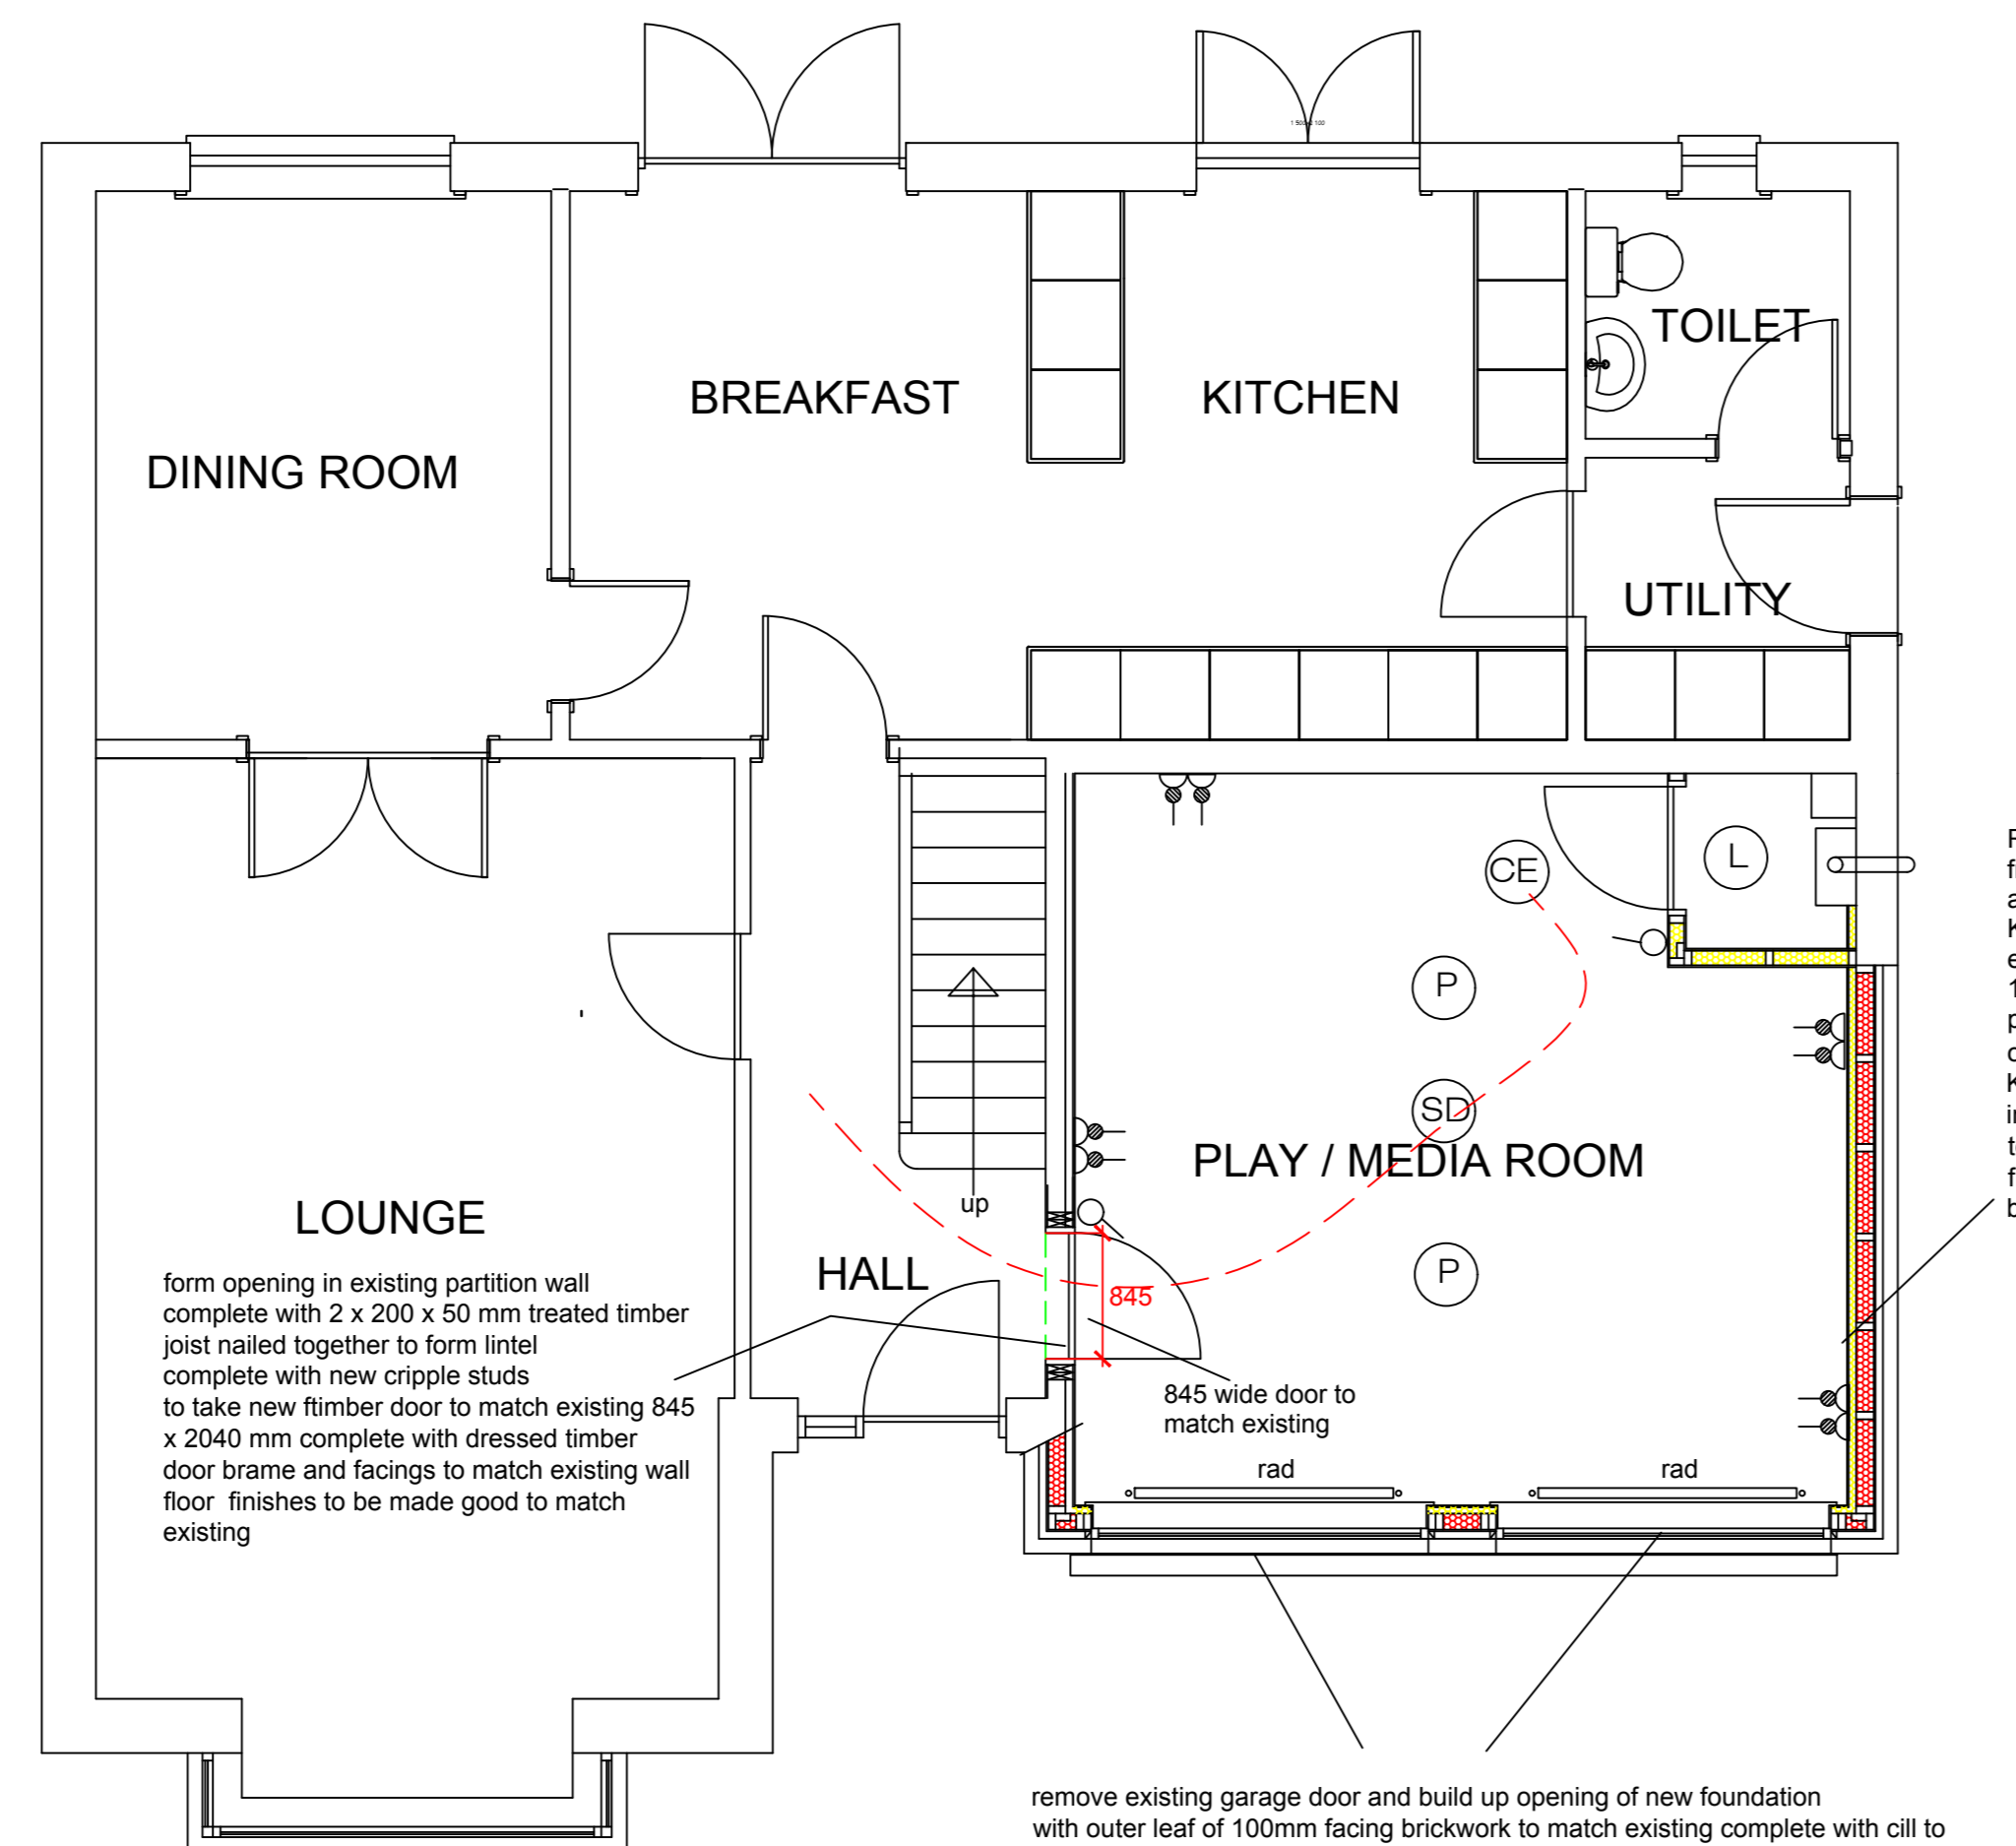 1 500 2 100
TOILET
BREAKFAST
KITCHEN
DINING ROOM
UTILITY
L
CE
P
SD
PLAY / MEDIA ROOM
up
LOUNGE
HALL
P
845
form opening in existing partition wall
complete with 2 x 200 x 50 mm treated timber
joist nailed together to form lintel
complete with new cripple studs
to take new ftimber door to match existing 845
x 2040 mm complete with dressed timber
door brame and facings to match existing wall
floor finishes to be made good to match
existing
845 wide door to
match existing
rad
rad
remove existing garage door and build up opening of new foundation
with outer leaf of 100mm facing brickwork to match existing complete with cill to